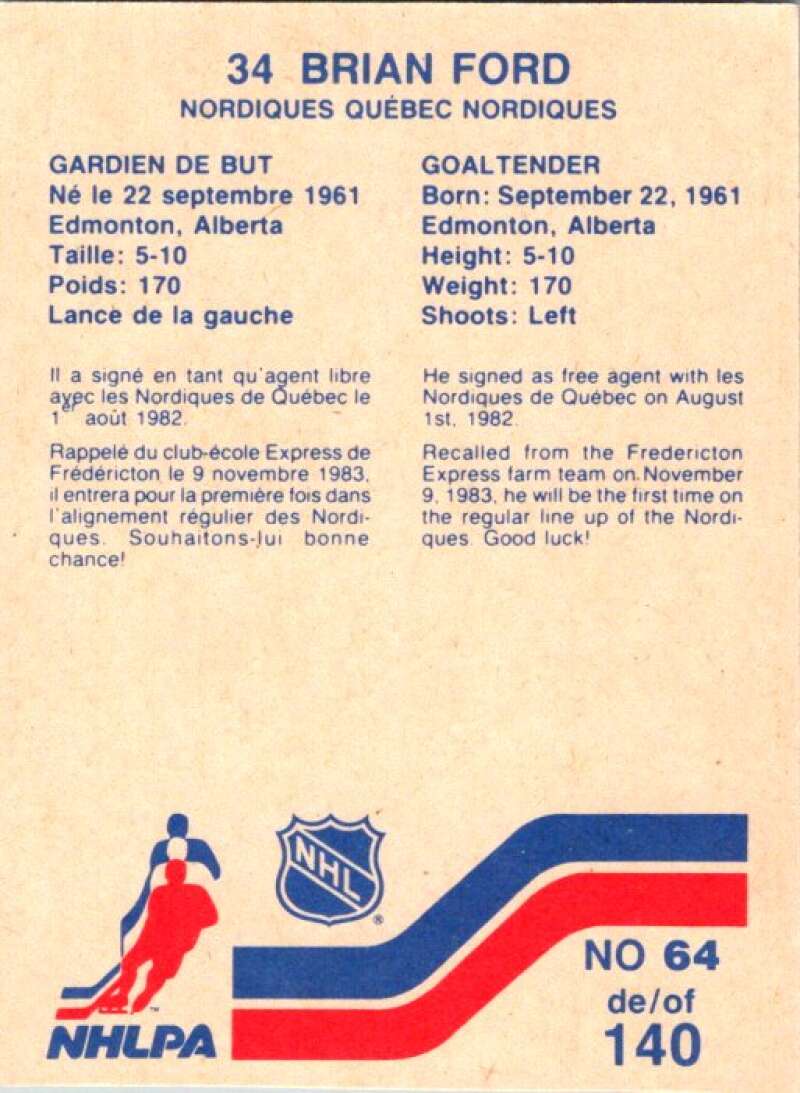 34 BRIAN FORD
NORDIQUES QUÉBEC NORDIQUES
GARDIEN DE BUT
Né le 22 septembre 1961
Edmonton, Alberta
Taille: 5-10
Poids: 170
Lance de la gauche
Il a signé en tant qu'agent libre
avec les Nordiques de Québec le
1er août 1982.
Rappelé du club-école Express de
Frédéricton le 9 novembre 1983,
il entrera pour la première fois dans
l'alignement régulier des Nordi-
ques. Souhaitons-lui bonne
chance!
GOALTENDER
Born: September 22, 1961
Edmonton, Alberta
Height: 5-10
Weight: 170
Shoots: Left
He signed as free agent with les
Nordiques de Québec on August
1st, 1982.
Recalled from the Fredericton
Express farm team on November
9, 1983, he will be the first time on
the regular line up of the Nordi-
ques. Good luck!
NHL
®
™
NHLPA
NO 64
de/of
140